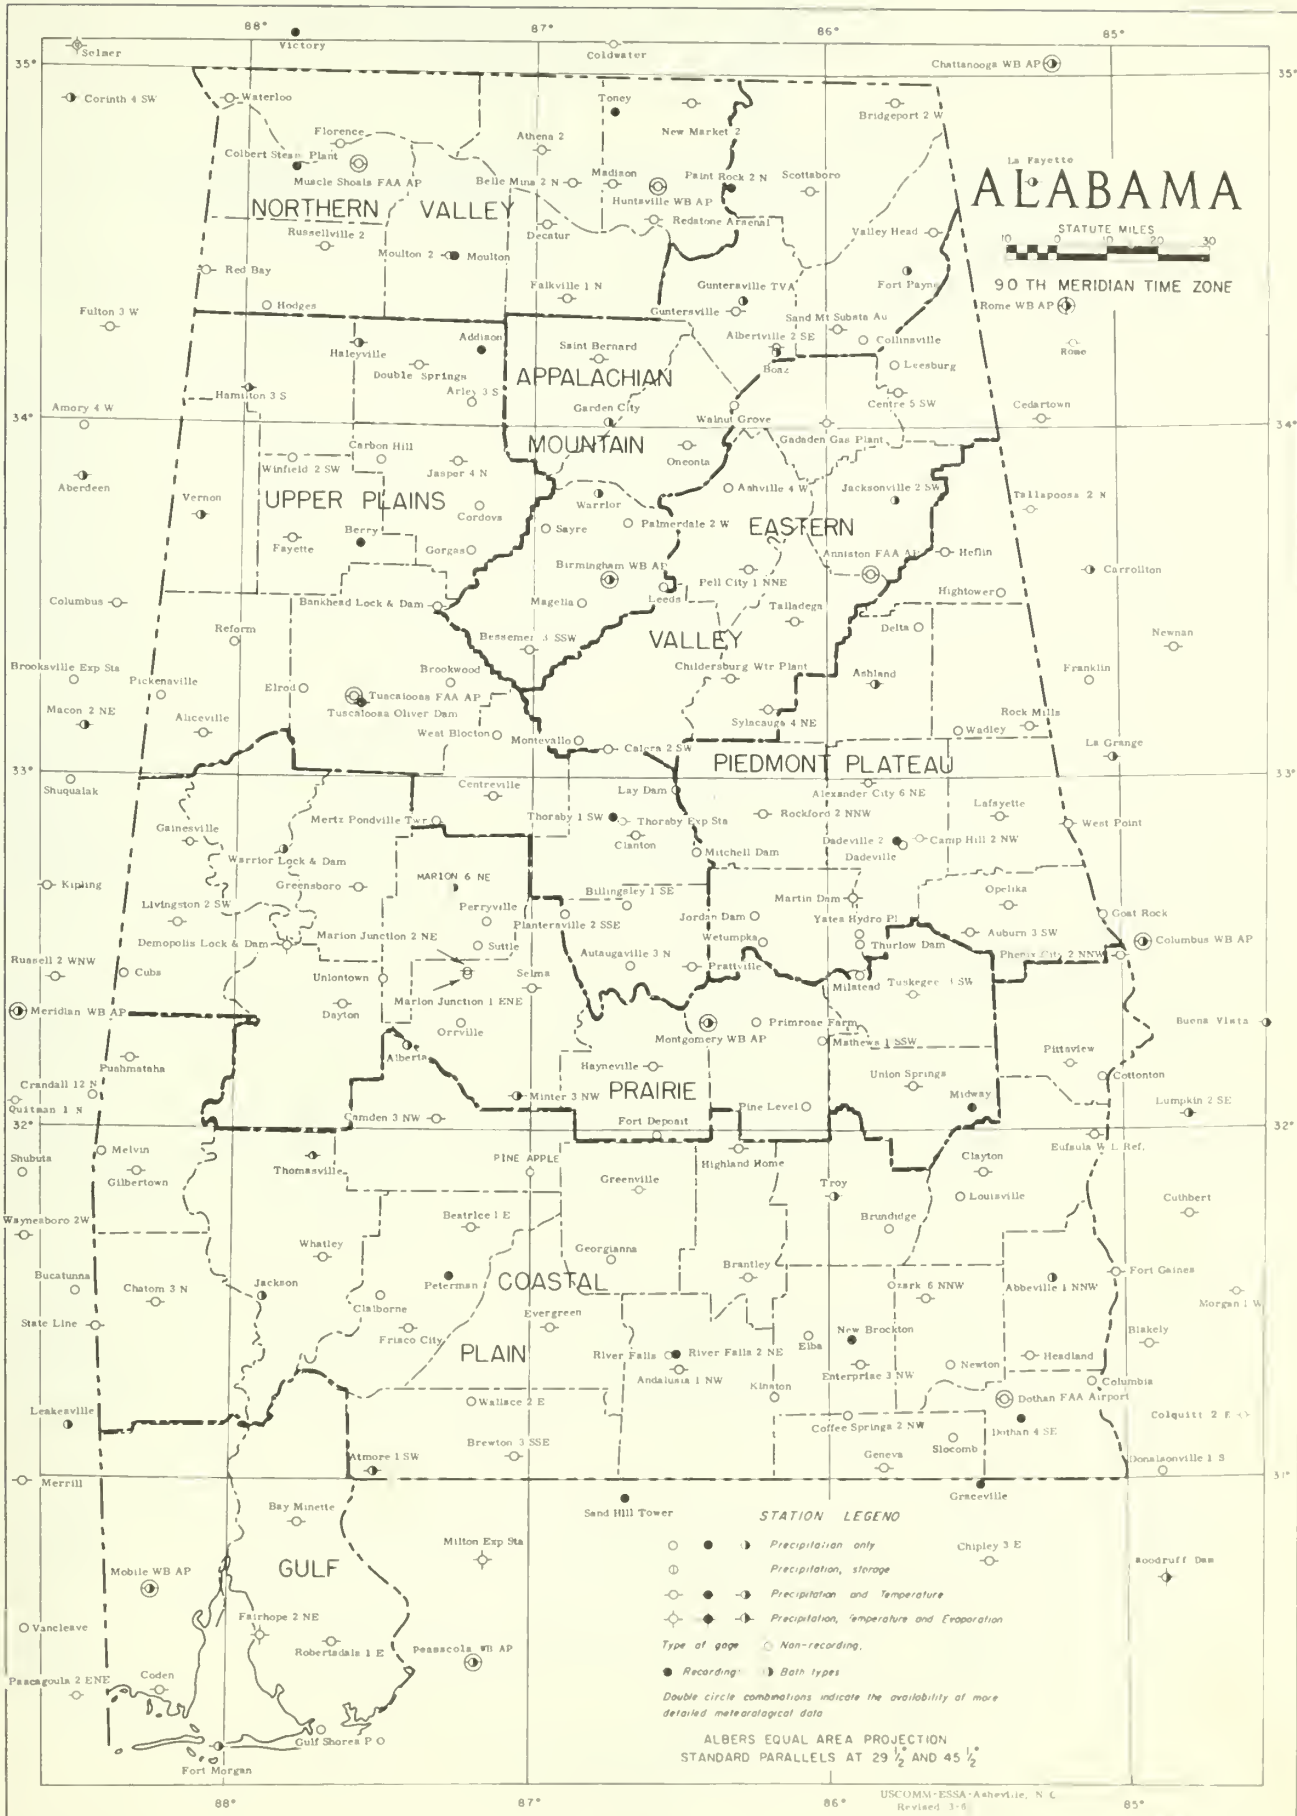 88°
87°
86°
85°
Selmer
Victory
Coldwater
Chattanooga WB AP
35°
35°
Corinth 4 SW
Waterloo
Toney
New Market 2
Bridgeport 2 W
Florence
Athena 2
Colbert Steam Plant
Muscle Shoals FAA AP
Belle Mina 2 N
Madison
Huntsville WB AP
Paint Rock 2 N
Scottsboro
La Fayette
ALABAMA
NORTHERN VALLEY
Redstone Arsenal
Russellville 2
Decatur
Valley Head
STATUTE MILES
10 0 10 20 30
Moulton 2
Moulton
Red Bay
Fort Payne
90 TH MERIDIAN TIME ZONE
Falkville 1 N
Guntersville TVA
Hodges
Guntersville
Rome WB AP
Fulton 3 W
Sand Mt Substa Au
Addison
Albertville 2 SE
Collinsville
Rome
Haleyville
Saint Bernard
Boaz
Leesburg
Double Springs
APPALACHIAN
Hamilton 3 S
Arley 3 S
Amory 4 W
Garden City
Walnut Grove
Centre 5 SW
Cedartown
34°
34°
MOUNTAIN
Gadsden Gas Plant
Carbon Hill
Winfield 2 SW
Jasper 4 N
Oneonta
Aberdeen
Vernon
UPPER PLAINS
Warrior
Ashville 4 W
Jacksonville 2 SW
Tallapoosa 2 N
Cordova
Berry
Sayre
Palmerdale 2 W
EASTERN
Fayette
Gorgas
Anniston FAA AP
Heflin
Birmingham WB AP
Pell City 1 NNE
Carrollton
Columbus
Bankhead Lock & Dam
Magella
Leeds
Hightower
Talladega
Reform
Bessemer 3 SSW
VALLEY
Delta
Newnan
Brooksville Exp Sta
Pickensville
Elrod
Brookwood
Childersburg Wtr Plant
Ashland
Franklin
Tuscaloosa FAA AP
Macon 2 NE
Aliceville
Tuscaloosa Oliver Dam
Sylacauga 4 NE
Rock Mills
West Blocton
Montevallo
Calera 2 SW
Wadley
La Grange
33°
33°
PIEDMONT PLATEAU
Shuqualak
Centreville
Lay Dam
Alexander City 6 NE
Lafayette
Gainesville
Mertz Pondville Twr
Thorsby 1 SW
Thorsby Exp Sta
Rockford 2 NNW
West Point
Clanton
Dadeville 2
Camp Hill 2 NW
Warrior Lock & Dam
Mitchell Dam
Dadeville
Kipling
Greensboro
MARION 6 NE
Billingsley 1 SE
Martin Dam
Opelika
Livingston 2 SW
Perryville
Plantersville 2 SSE
Jordan Dam
Yates Hydro Pl
Goat Rock
Demopolis Lock & Dam
Marion Junction 2 NE
Suttle
Wetumpka
Thurlow Dam
Auburn 3 SW
Columbus WB AP
Russell 2 WNW
Cuba
Uniontown
Selma
Autaugaville 3 N
Prattville
Milstead
Phenix City 2 NNW
Tuskegee
Marion Junction 1 ENE
Meridian WB AP
Dayton
Orrville
Primrose Farm
Buena Vista
Montgomery WB AP
Mathews 1 SSW
Alberta
Pushmataha
Hayneville
Pittsview
Crandall 12 N
Union Springs
Cottonton
Quitman 1 N
Minter 3 NW
PRAIRIE
Pine Level
Midway
Lumpkin 2 SE
Camden 3 NW
Fort Deposit
32°
32°
Melvin
Shubuta
Gilbertown
Thomasville
PINE APPLE
Highland Home
Clayton
Eufaula W L Ref.
Greenville
Troy
Louisville
Cuthbert
Waynesboro 2W
Beatrice 1 E
Brundidge
Whatley
Georgianna
Bucatunna
Chatom 3 N
Jackson
Peterman
COASTAL
Brantley
Ozark 6 NNW
Abbeville 1 NNW
Fort Gaines
Claiborne
Evergreen
Morgan 1 W
State Line
Frisco City
New Brockton
Blakely
PLAIN
River Falls
River Falls 2 NE
Elba
Headland
Andalusia 1 NW
Enterprise 3 NW
Newton
Columbia
Kinston
Leakesville
Wallace 2 E
Dothan FAA Airport
Coffee Springs 2 NW
Dothan 4 SE
Colquitt 2 E
Brewton 3 SSE
Slocomb
Atmore 1 SW
Geneva
Donalsonville 1 S
31°
Merrill
Graceville
Bay Minette
Sand Hill Tower
STATION LEGEND
Milton Exp Sta
Precipitation only
Chipley 3 E
GULF
Precipitation, storage
Woodruff Dam
Mobile WB AP
Precipitation and Temperature
Precipitation, Temperature and Evaporation
Fairhope 2 NE
Vancleave
Robertsdale 1 E
Pensacola WB AP
Type of gage Non-recording,
Recording Both types
Coden
Pascagoula 2 ENE
Double circle combinations indicate the availability of more
detailed meteorological data
Gulf Shores P O
ALBERS EQUAL AREA PROJECTION
Fort Morgan
STANDARD PARALLELS AT 29 ½° AND 45 ½°
USCOMM-ESSA-Asheville, N C
Revised
88°
87°
86°
85°